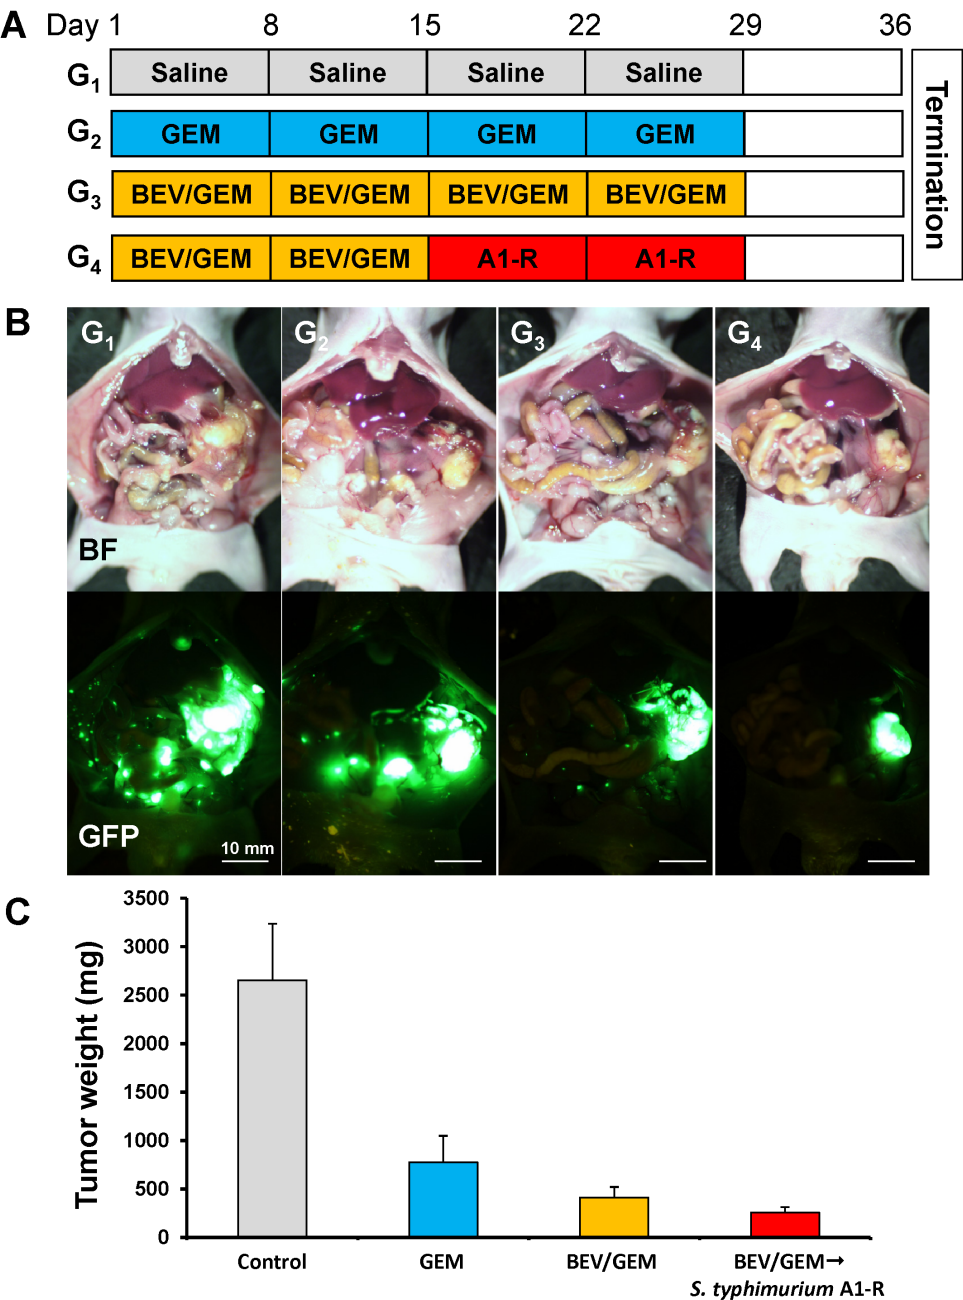 A
Day 1 8 15 22 29 36
G1 Saline Saline Saline Saline
G2 GEM GEM GEM GEM
G3 BEV/GEM BEV/GEM BEV/GEM BEV/GEM
G4 BEV/GEM BEV/GEM A1-R A1-R
Termination
B
G1 G2 G3 G4
BF
GFP
10 mm
C
Tumor weight (mg)
3500
3000
2500
2000
1500
1000
500
0
Control GEM BEV/GEM BEV/GEM→
S. typhimurium A1-R